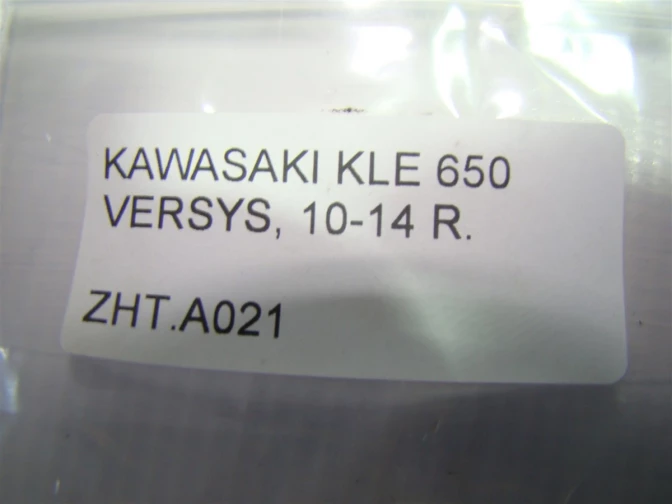 KAWASAKI KLE 650
VERSYS, 10-14 R.
ZHT.A021